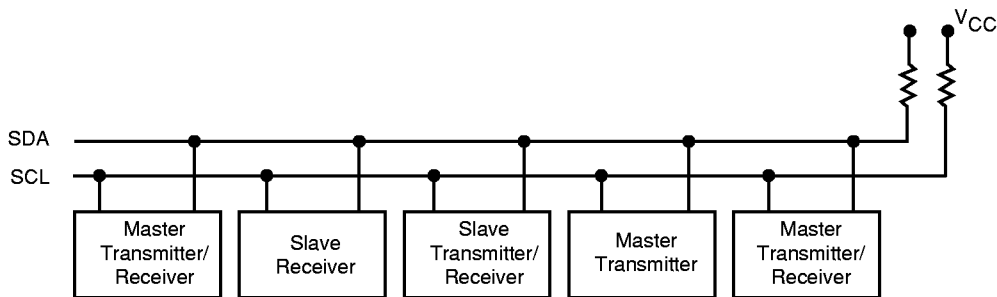 VCC
SDA
SCL
Master
Transmitter/
Receiver
Slave
Receiver
Slave
Transmitter/
Receiver
Master
Transmitter
Master
Transmitter/
Receiver